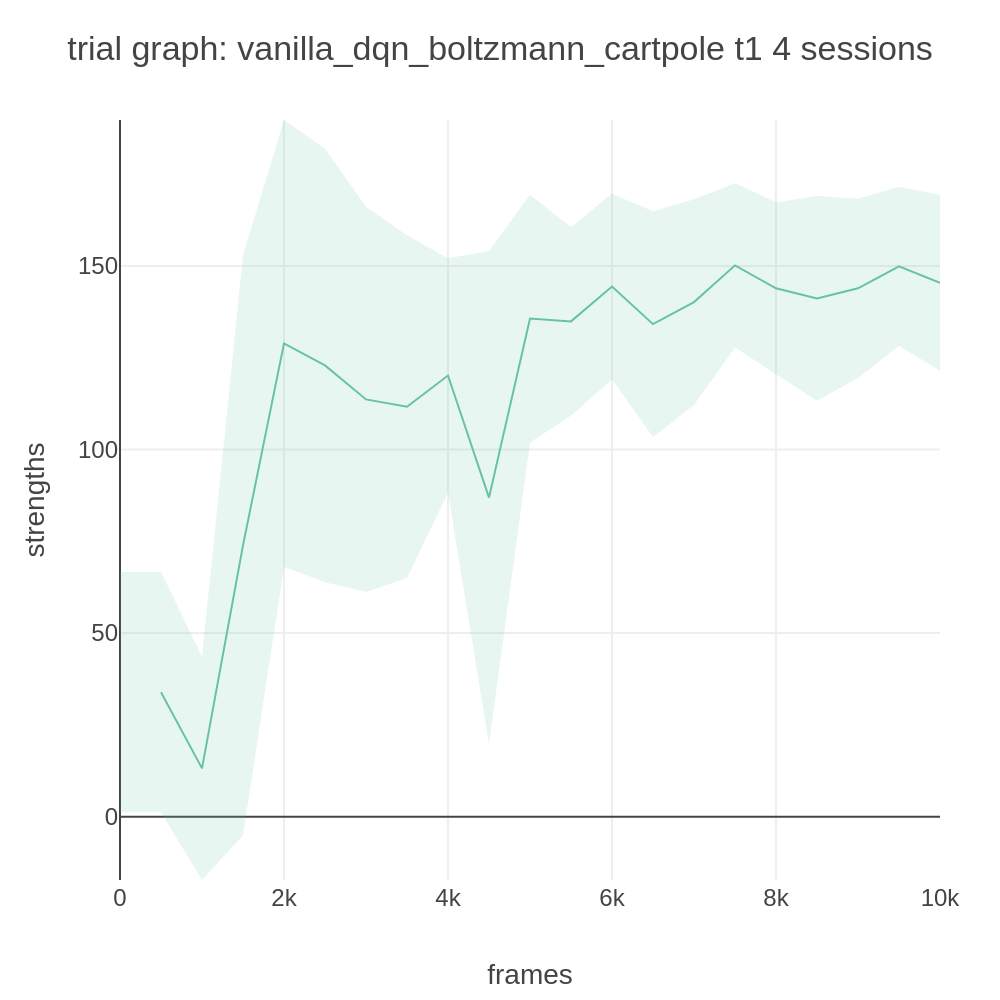 trial graph: vanilla_dqn_boltzmann_cartpole t1 4 sessions
150
100
50
0
strengths
0 2k 4k 6k 8k 10k
frames